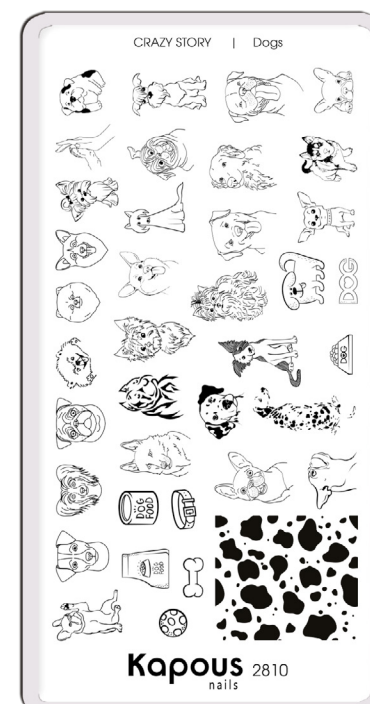 CRAZY STORY | Dogs
DOG
DOG
DOG
FOOD
Kapous 2810
nails